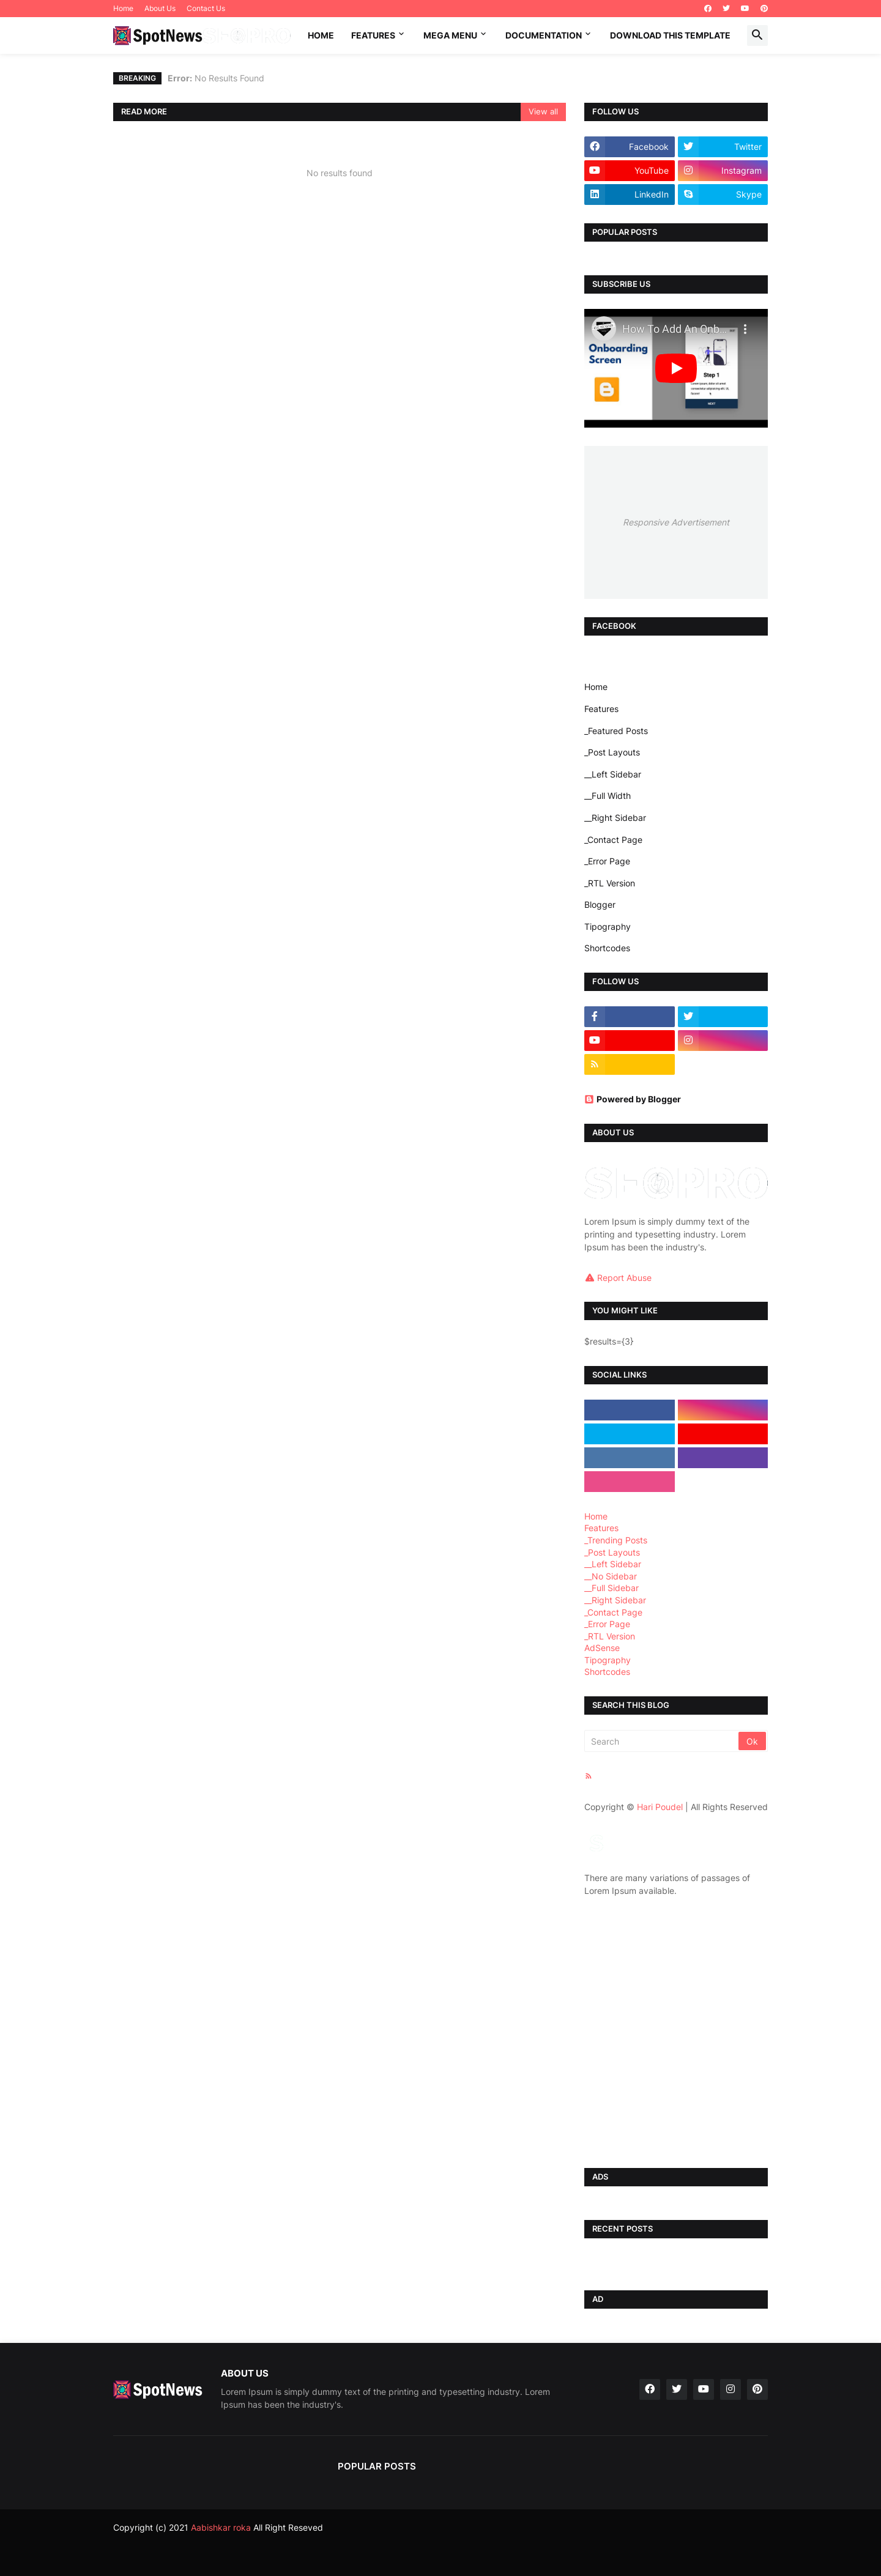 Home About Us Contact Us
SpotNews
HOME FEATURES MEGA MENU DOCUMENTATION DOWNLOAD THIS TEMPLATE
BREAKING Error: No Results Found
READ MORE View all
No results found
FOLLOW US
Facebook Twitter
YouTube Instagram
LinkedIn Skype
POPULAR POSTS
SUBSCRIBE US
How To Add An Onb...
Onboarding
Screen
Step 1
NEXT
Responsive Advertisement
FACEBOOK
Home
Features
_Featured Posts
_Post Layouts
__Left Sidebar
__Full Width
__Right Sidebar
_Contact Page
_Error Page
_RTL Version
Blogger
Tipography
Shortcodes
FOLLOW US
Powered by Blogger
ABOUT US
Lorem Ipsum is simply dummy text of the
printing and typesetting industry. Lorem
Ipsum has been the industry's.
Report Abuse
YOU MIGHT LIKE
$results={3}
SOCIAL LINKS
Home
Features
_Trending Posts
_Post Layouts
__Left Sidebar
__No Sidebar
__Full Sidebar
__Right Sidebar
_Contact Page
_Error Page
_RTL Version
AdSense
Tipography
Shortcodes
SEARCH THIS BLOG
Search Ok
Copyright © Hari Poudel | All Rights Reserved
There are many variations of passages of
Lorem Ipsum available.
ADS
RECENT POSTS
AD
SpotNews
ABOUT US
Lorem Ipsum is simply dummy text of the printing and typesetting industry. Lorem
Ipsum has been the industry's.
POPULAR POSTS
Copyright (c) 2021 Aabishkar roka All Right Reseved